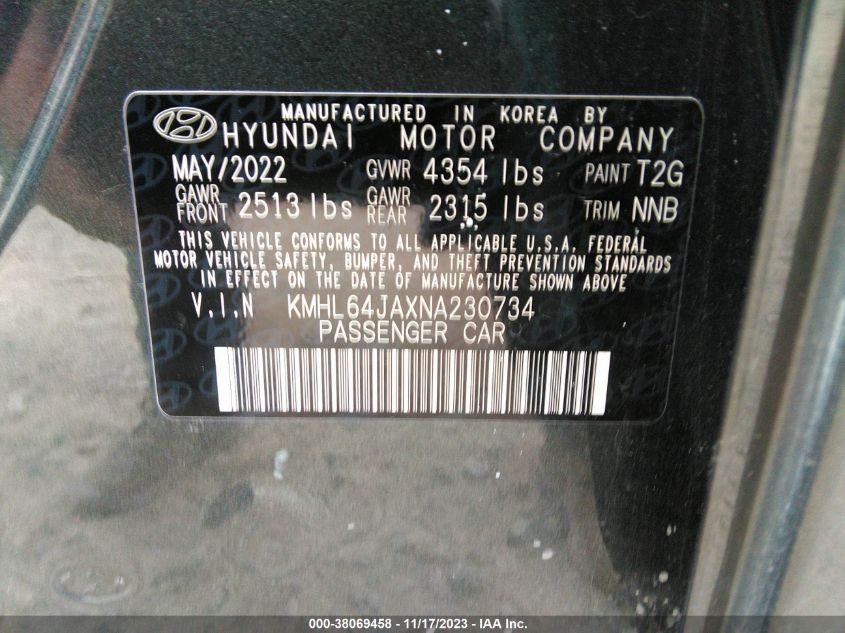 MANUFACTURED IN KOREA BY
HYUNDAI MOTOR COMPANY
MAY/2022 GVWR 4354 lbs PAINT T2G
GAWR FRONT 2513 lbs GAWR REAR 2315 lbs TRIM NNB
THIS VEHICLE CONFORMS TO ALL APPLICABLE U.S.A. FEDERAL
MOTOR VEHICLE SAFETY, BUMPER, AND THEFT PREVENTION STANDARDS
IN EFFECT ON THE DATE OF MANUFACTURE SHOWN ABOVE
V.I.N KMHL64JAXNA230734
PASSENGER CAR
000-38069458 - 11/17/2023 - IAA Inc.